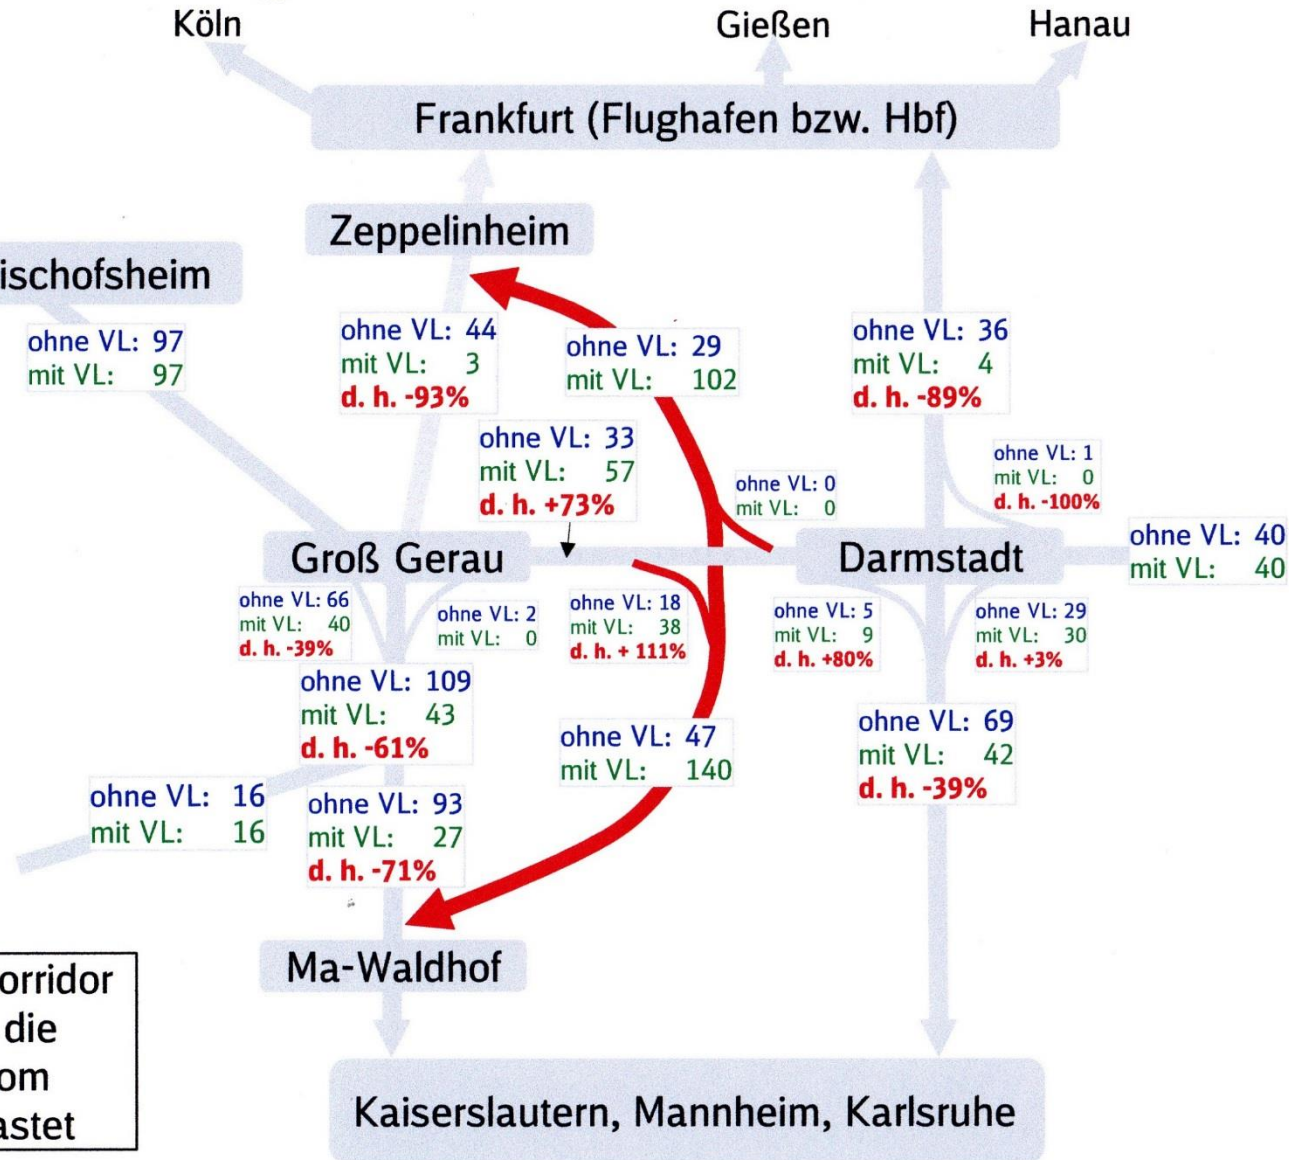 Köln
Gießen
Hanau
Frankfurt (Flughafen bzw. Hbf)
Zeppelinheim
ischofsheim
ohne VL: 97
mit VL: 97
ohne VL: 44
mit VL: 3
d. h. -93%
ohne VL: 29
mit VL: 102
ohne VL: 36
mit VL: 4
d. h. -89%
ohne VL: 33
mit VL: 57
d. h. +73%
ohne VL: 0
mit VL: 0
ohne VL: 1
mit VL: 0
d. h. -100%
Groß Gerau
Darmstadt
ohne VL: 40
mit VL: 40
ohne VL: 66
mit VL: 40
d. h. -39%
ohne VL: 2
mit VL: 0
ohne VL: 18
mit VL: 38
d. h. + 111%
ohne VL: 5
mit VL: 9
d. h. +80%
ohne VL: 29
mit VL: 30
d. h. +3%
ohne VL: 109
mit VL: 43
d. h. -61%
ohne VL: 47
mit VL: 140
ohne VL: 69
mit VL: 42
d. h. -39%
ohne VL: 16
mit VL: 16
ohne VL: 93
mit VL: 27
d. h. -71%
Ma-Waldhof
orridor
die
om
astet
Kaiserslautern, Mannheim, Karlsruhe